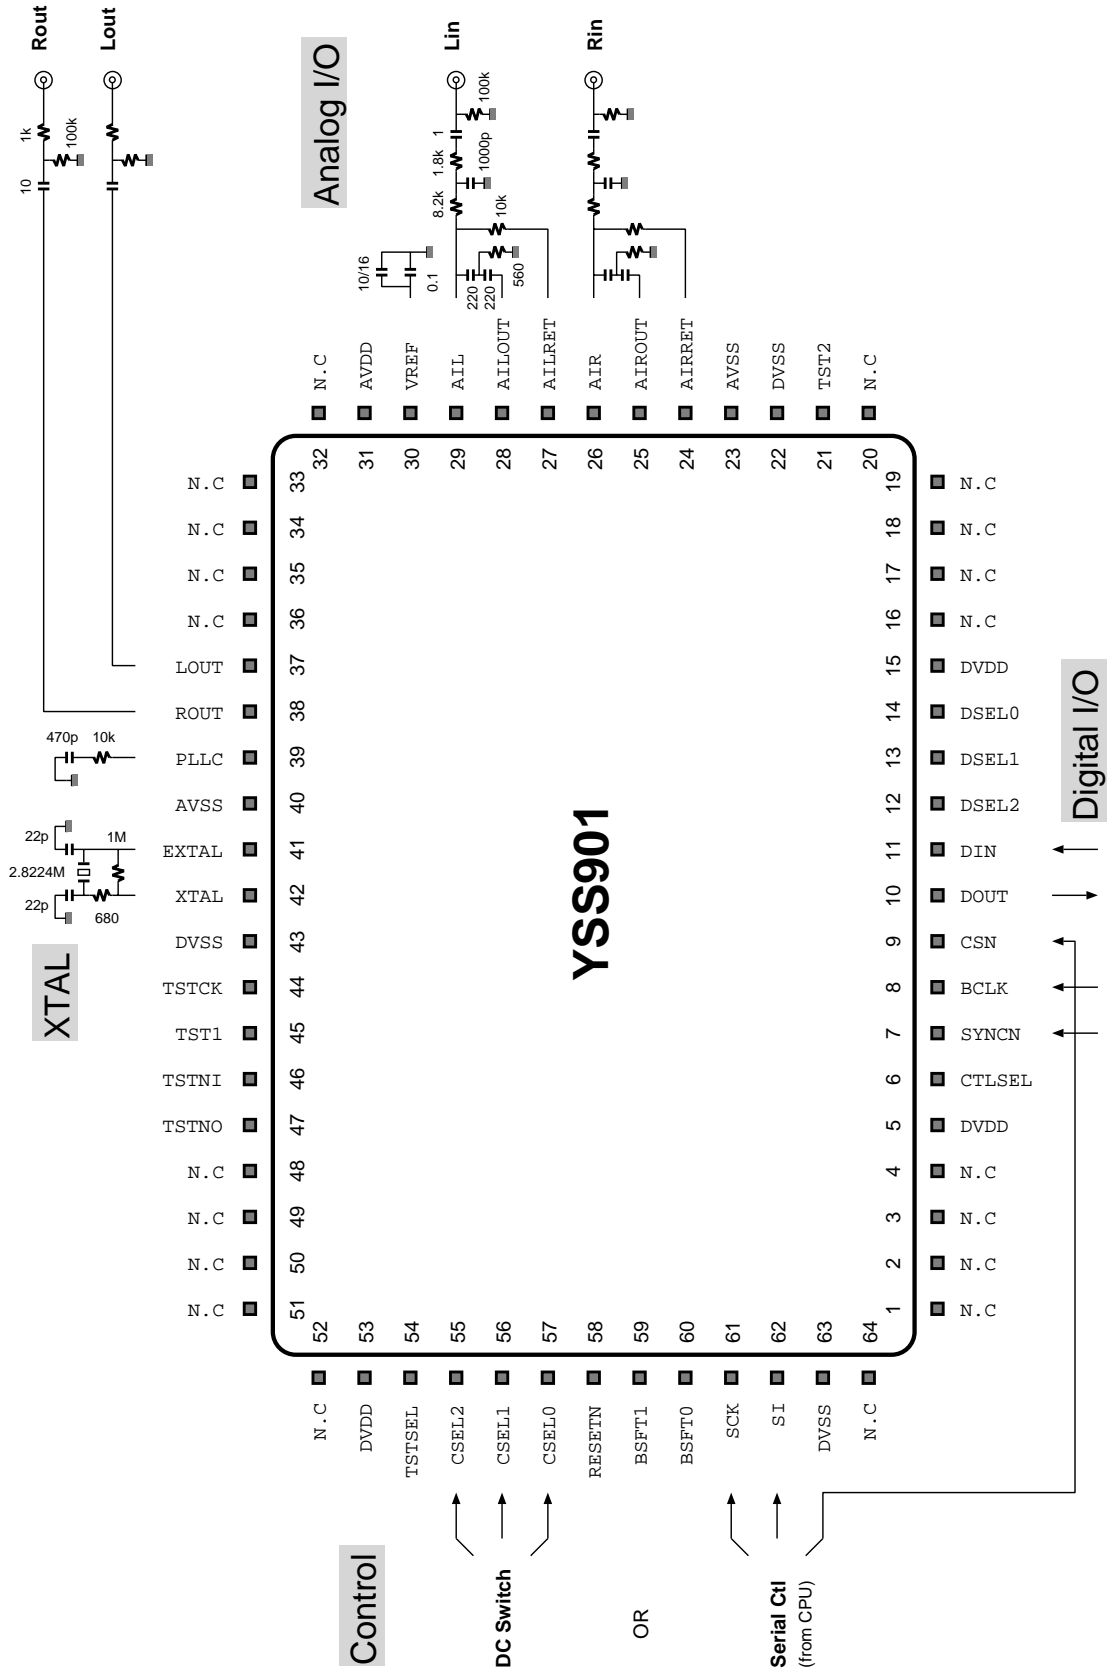 Rout
Lout
1k
100k
10
Analog I/O
Lin
Rin
100k
1
1000p
1.8k
8.2k
10k
10/16
0.1
220
220
560
N.C
AVDD
VREF
AIL
AILOUT
AILRET
AIR
AIROUT
AIRRET
AVSS
DVSS
TST2
N.C
32
31
30
29
28
27
26
25
24
23
22
21
20
N.C 33
N.C 34
N.C 35
N.C 36
LOUT 37
ROUT 38
470p 10k PLLC 39
AVSS 40
22p 1M EXTAL 41
2.8224M
22p 680 XTAL 42
DVSS 43
XTAL
TSTCK 44
TST1 45
TSTNI 46
TSTNO 47
N.C 48
N.C 49
N.C 50
N.C 51
YSS901
19 N.C
18 N.C
17 N.C
16 N.C
15 DVDD
14 DSEL0
13 DSEL1
12 DSEL2
Digital I/O
11 DIN
10 DOUT
9 CSN
8 BCLK
7 SYNCN
6 CTLSEL
5 DVDD
4 N.C
3 N.C
2 N.C
1 N.C
52
53
54
55
56
57
58
59
60
61
62
63
64
N.C
DVDD
TSTSEL
CSEL2
CSEL1
CSEL0
RESETN
BSFT1
BSFT0
SCK
SI
DVSS
N.C
Control
DC Switch
OR
Serial Ctl
(from CPU)